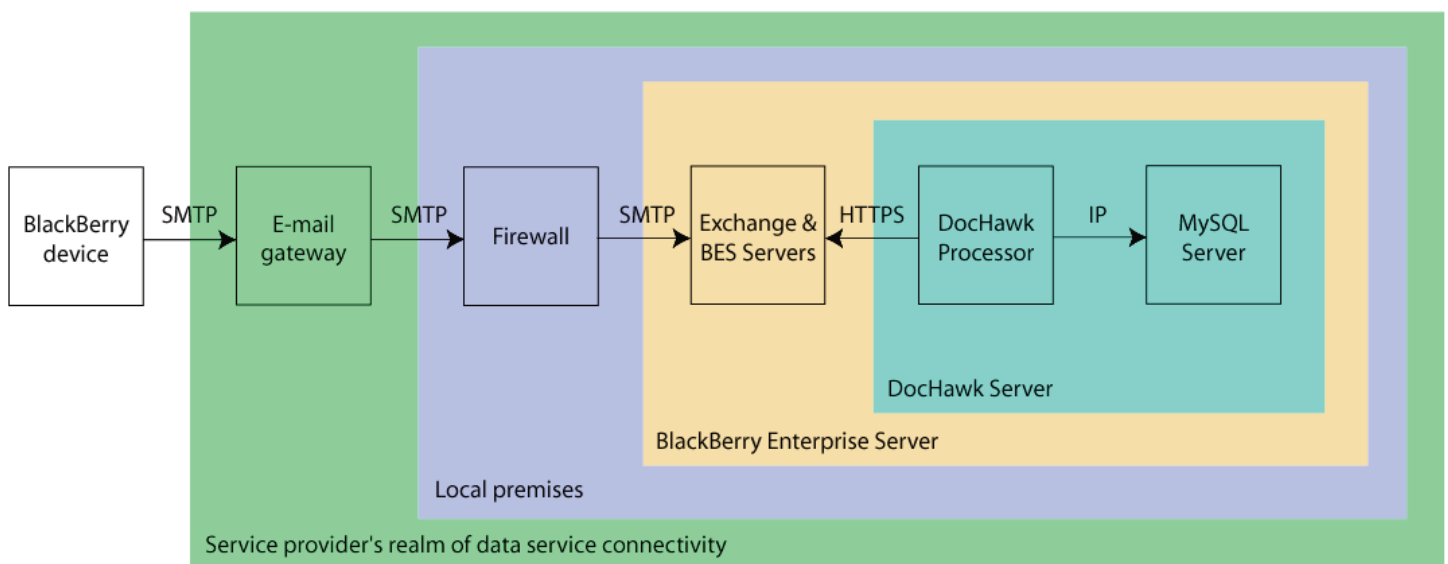 BlackBerry
device
SMTP
E-mail
gateway
SMTP
Firewall
SMTP
Exchange &
BES Servers
HTTPS
DocHawk
Processor
IP
MySQL
Server
DocHawk Server
BlackBerry Enterprise Server
Local premises
Service provider's realm of data service connectivity